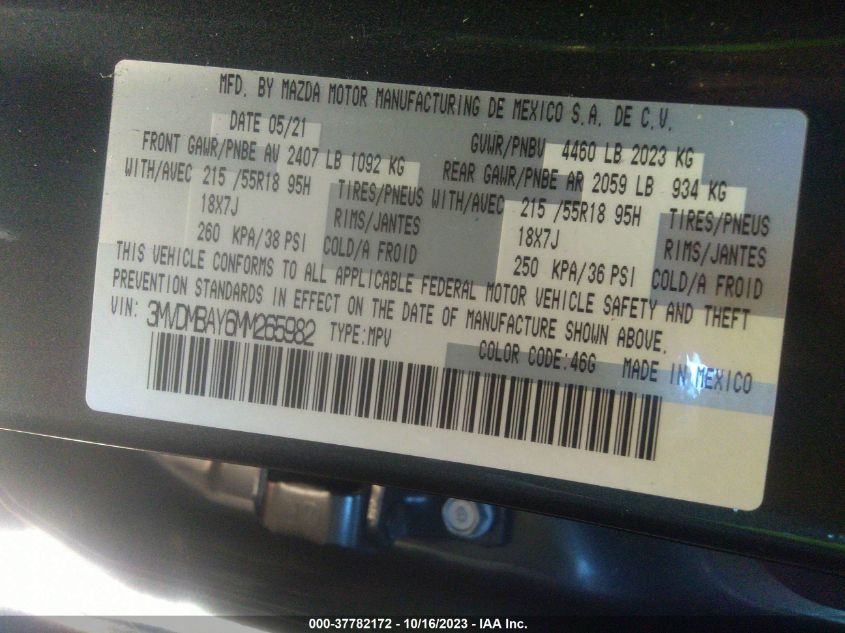 MFD. BY MAZDA MOTOR MANUFACTURING DE MEXICO S.A. DE C.V.
DATE 05/21 GVWR/PNBV 4460 LB 2023 KG
FRONT GAWR/PNBE AV 2407 LB 1092 KG REAR GAWR/PNBE AR 2059 LB 934 KG
WITH/AVEC 215 /55R18 95H TIRES/PNEUS WITH/AVEC 215 /55R18 95H TIRES/PNEUS
18X7J RIMS/JANTES 18X7J RIMS/JANTES
260 KPA/38 PSI COLD/A FROID 250 KPA/36 PSI COLD/A FROID
THIS VEHICLE CONFORMS TO ALL APPLICABLE FEDERAL MOTOR VEHICLE SAFETY AND THEFT
PREVENTION STANDARDS IN EFFECT ON THE DATE OF MANUFACTURE SHOWN ABOVE.
VIN: 3MVDMBAY6MM265982 TYPE:MPV
COLOR CODE:46G MADE IN MEXICO
000-37782172 - 10/16/2023 - IAA Inc.